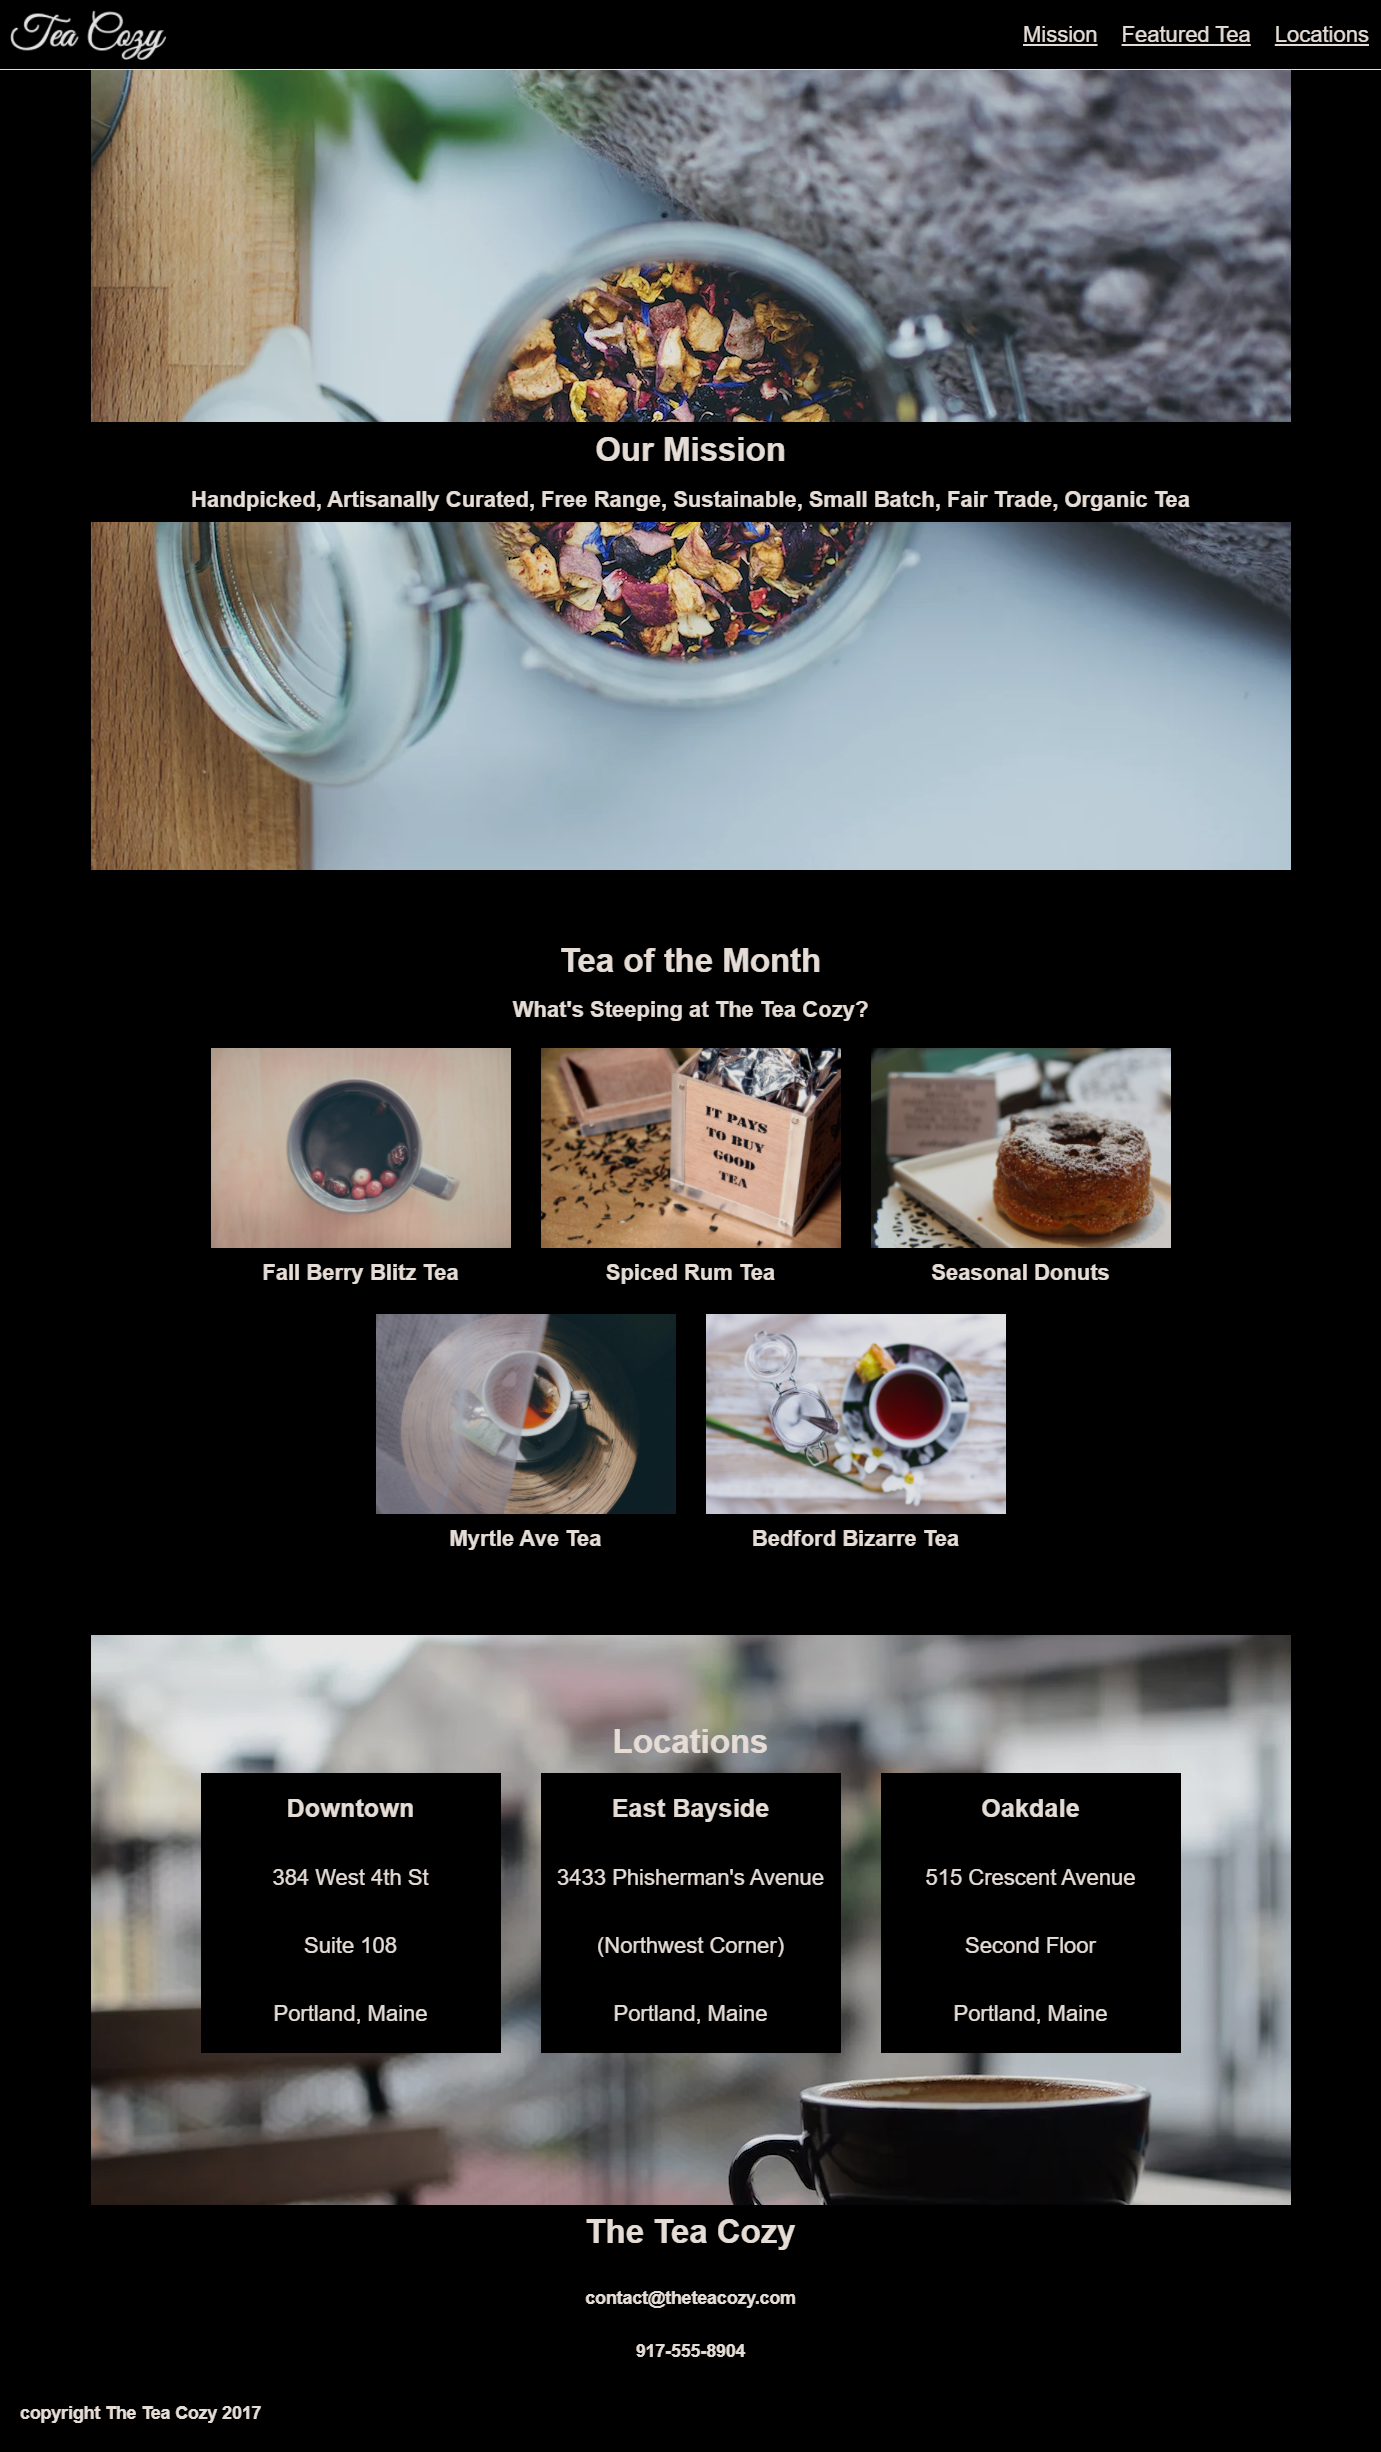 Tea Cozy
Mission Featured Tea Locations
Our Mission
Handpicked, Artisanally Curated, Free Range, Sustainable, Small Batch, Fair Trade, Organic Tea
Tea of the Month
What's Steeping at The Tea Cozy?
IT PAYS
TO BUY
GOOD
TEA
Fall Berry Blitz Tea
Spiced Rum Tea
Seasonal Donuts
Myrtle Ave Tea
Bedford Bizarre Tea
Locations
Downtown
384 West 4th St
Suite 108
Portland, Maine
East Bayside
3433 Phisherman's Avenue
(Northwest Corner)
Portland, Maine
Oakdale
515 Crescent Avenue
Second Floor
Portland, Maine
The Tea Cozy
contact@theteacozy.com
917-555-8904
copyright The Tea Cozy 2017